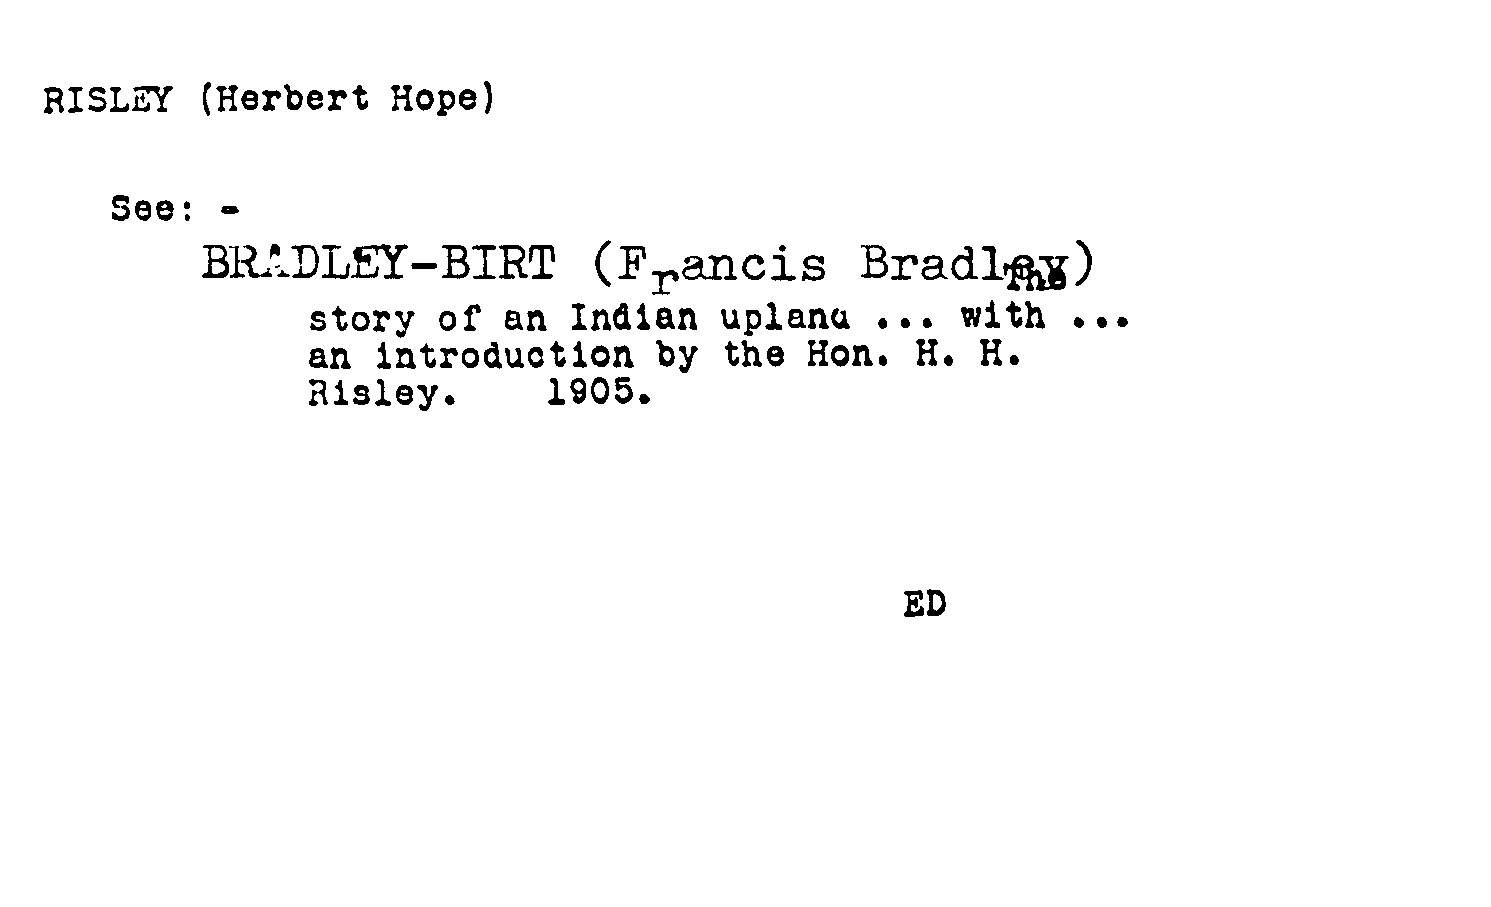 RISLEY (Herbert Hope)
See: -
BRADLEY-BIRT (Francis Bradley) The
story of an Indian upland ... with ...
an introduction by the Hon. H. H.
Risley. 1905.
ED